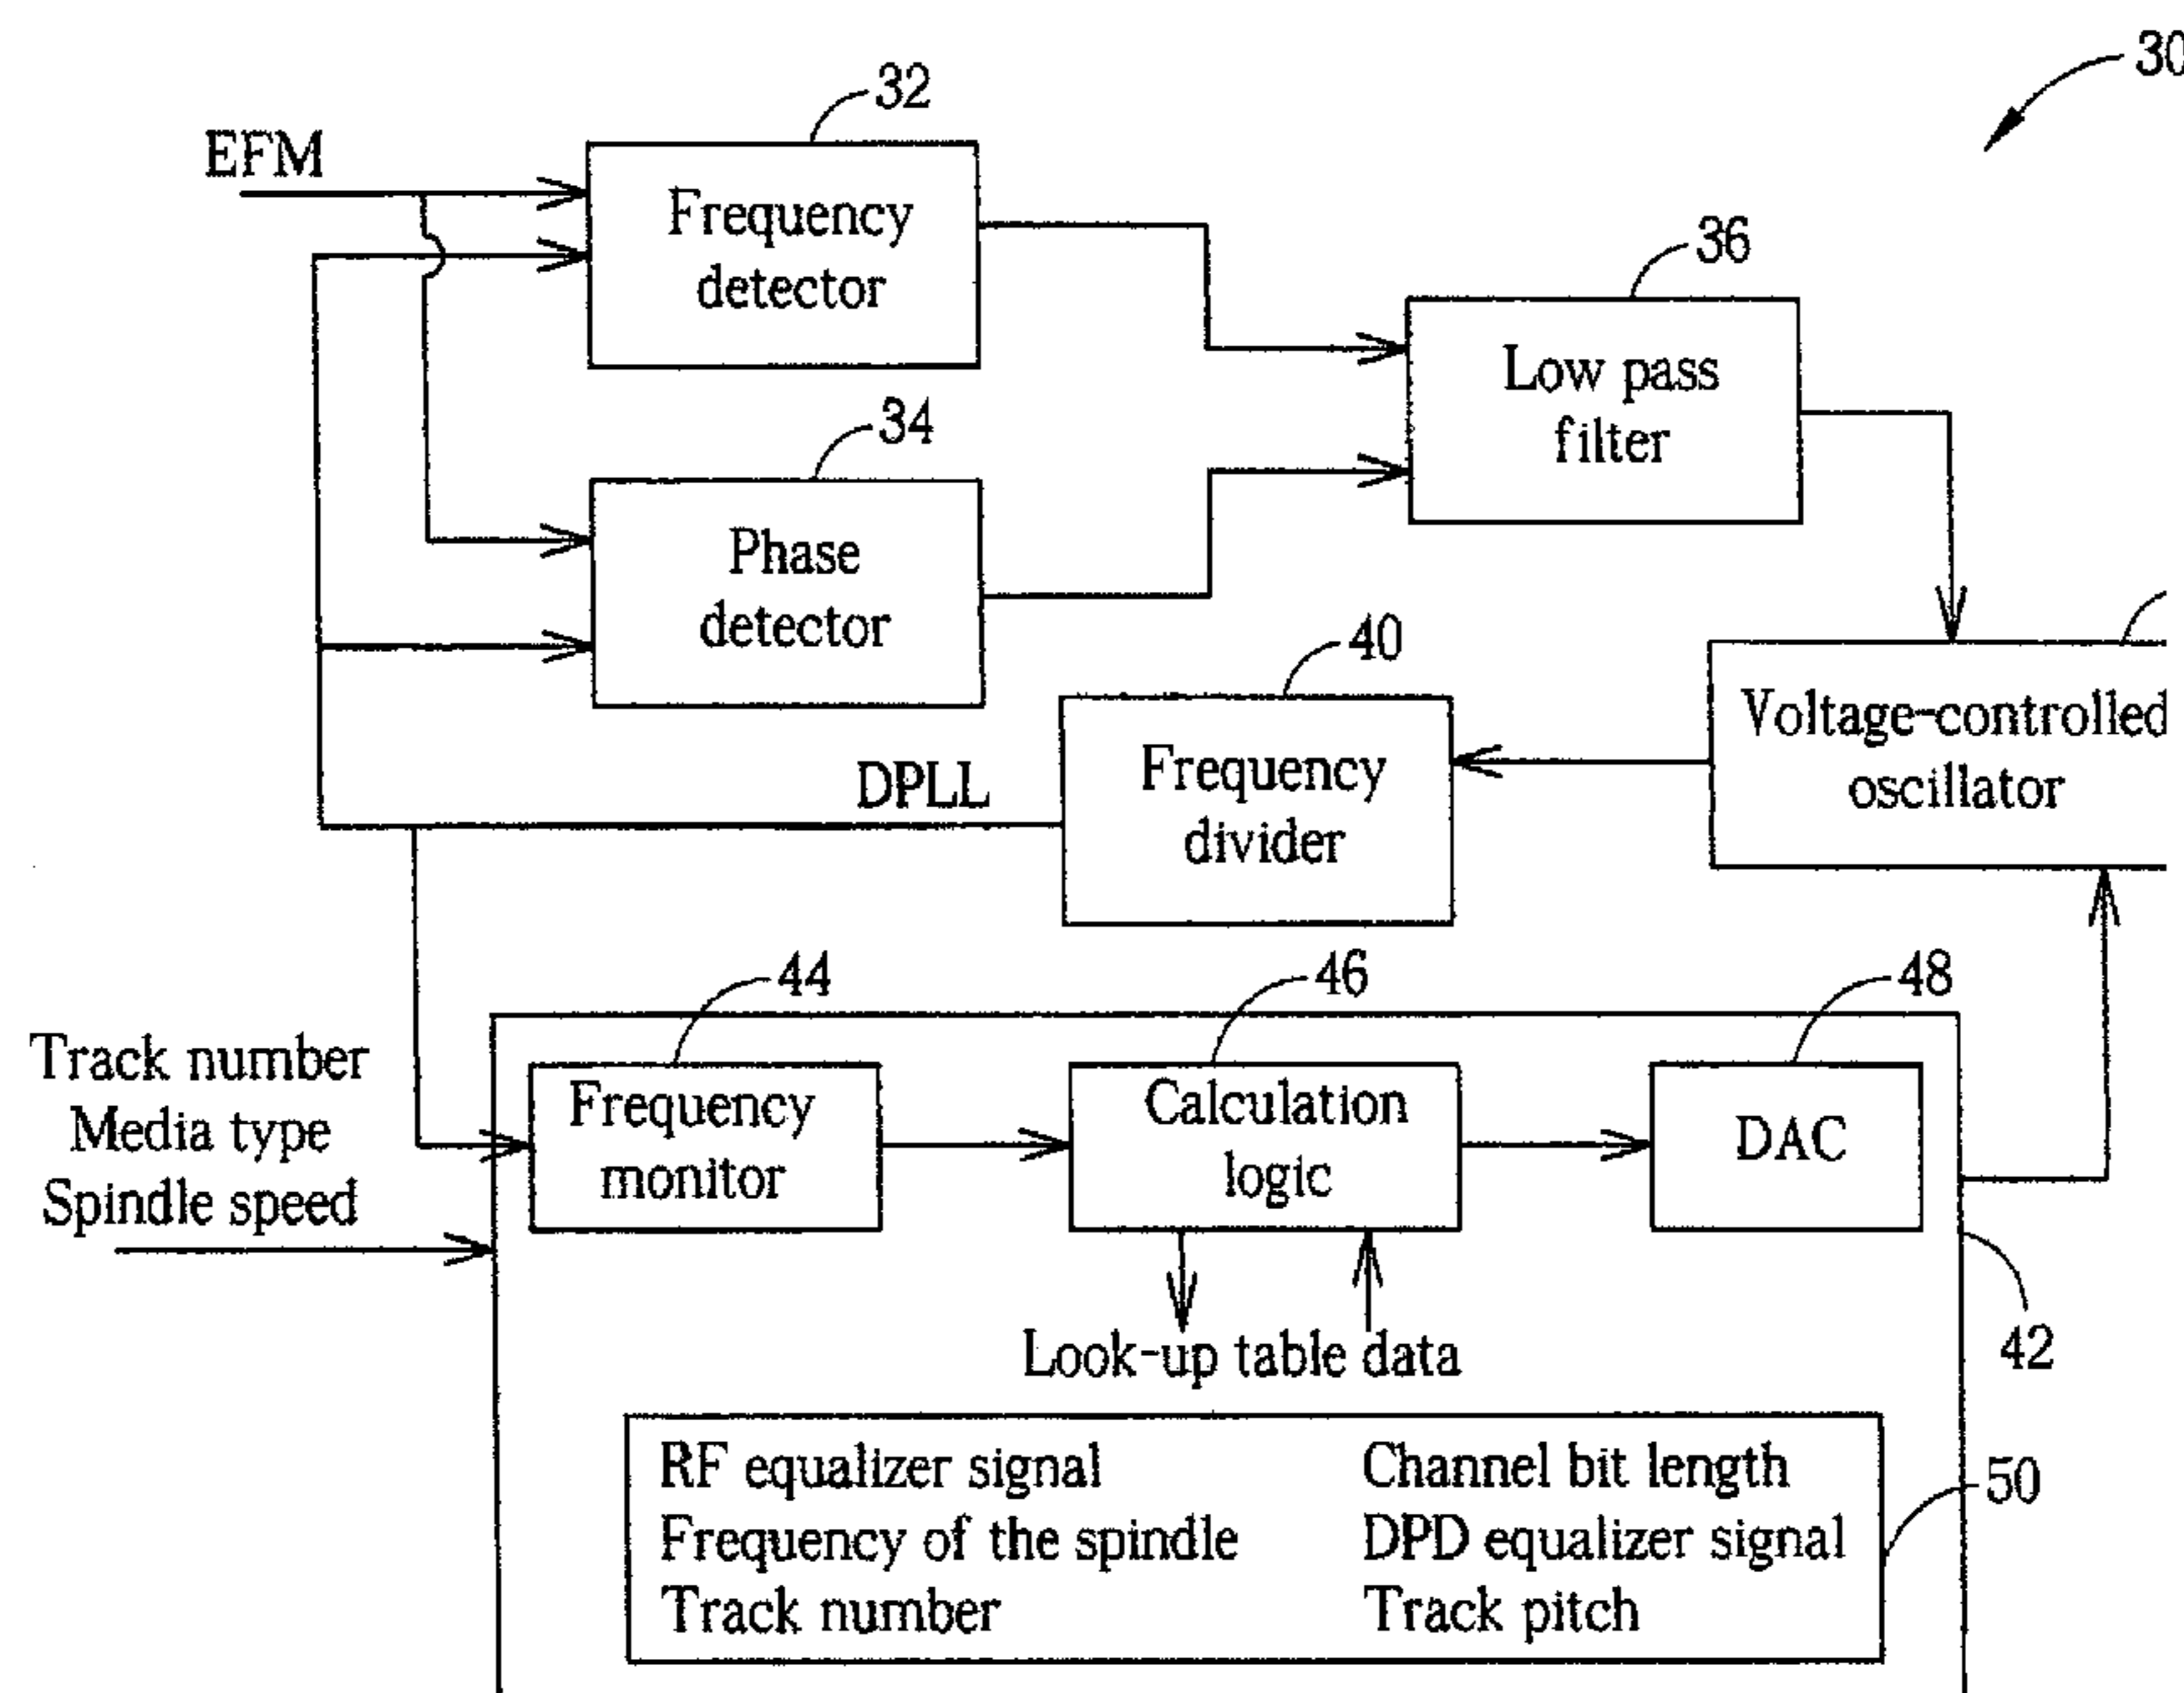 30
32
EFM
Frequency
detector
36
Low pass
filter
34
Phase
detector
40
Voltage-controlled
oscillator
Frequency
divider
DPLL
44
46
48
Track number
Media type
Spindle speed
Frequency
monitor
Calculation
logic
DAC
42
Look-up table data
RF equalizer signal
Channel bit length
50
Frequency of the spindle
DPD equalizer signal
Track number
Track pitch